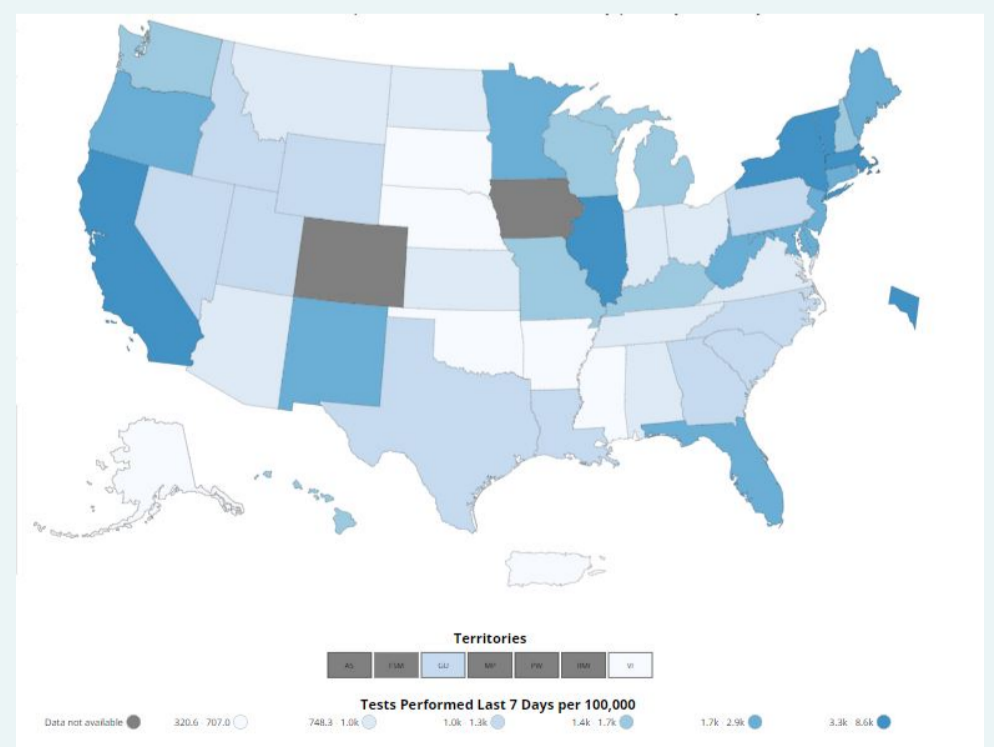 Territories
AS FSM GU MP PW RMI VI
Tests Performed Last 7 Days per 100,000
Data not available 320.6 - 707.0 748.3 - 1.0k 1.0k - 1.3k 1.4k - 1.7k 1.7k - 2.9k 3.3k - 8.6k